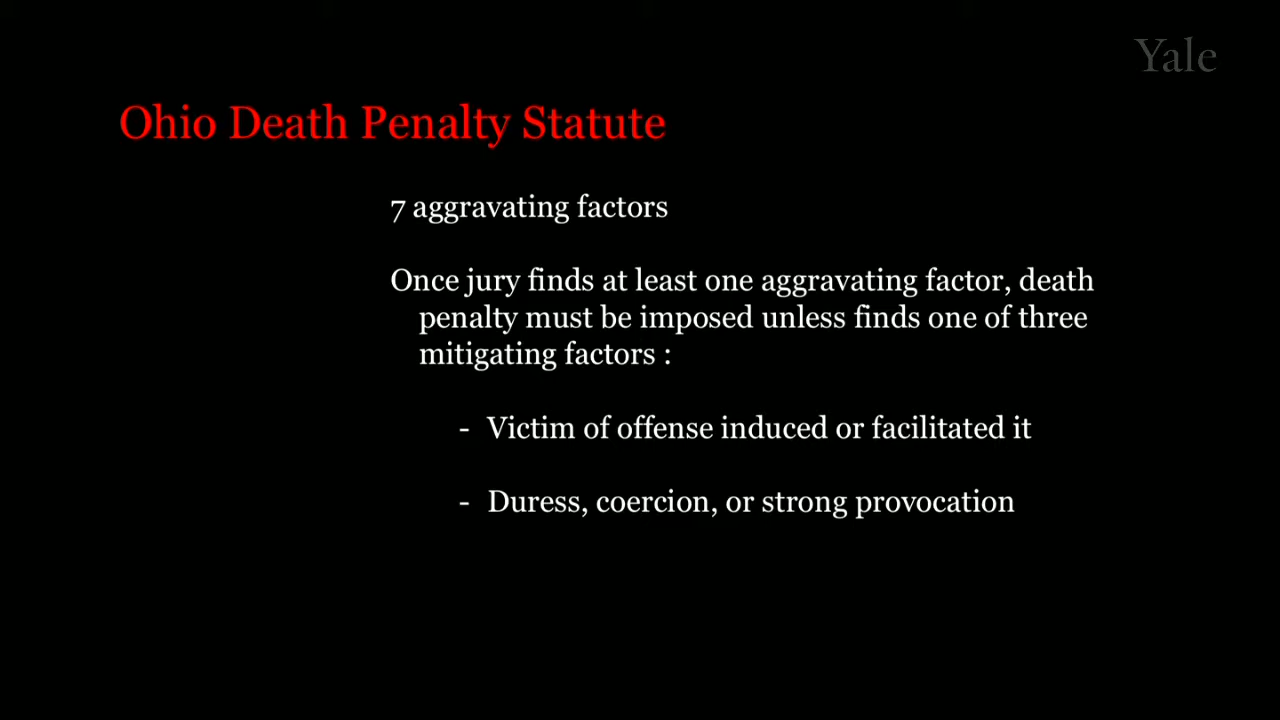 Yale
Ohio Death Penalty Statute
7 aggravating factors
Once jury finds at least one aggravating factor, death
penalty must be imposed unless finds one of three
mitigating factors :
- Victim of offense induced or facilitated it
- Duress, coercion, or strong provocation